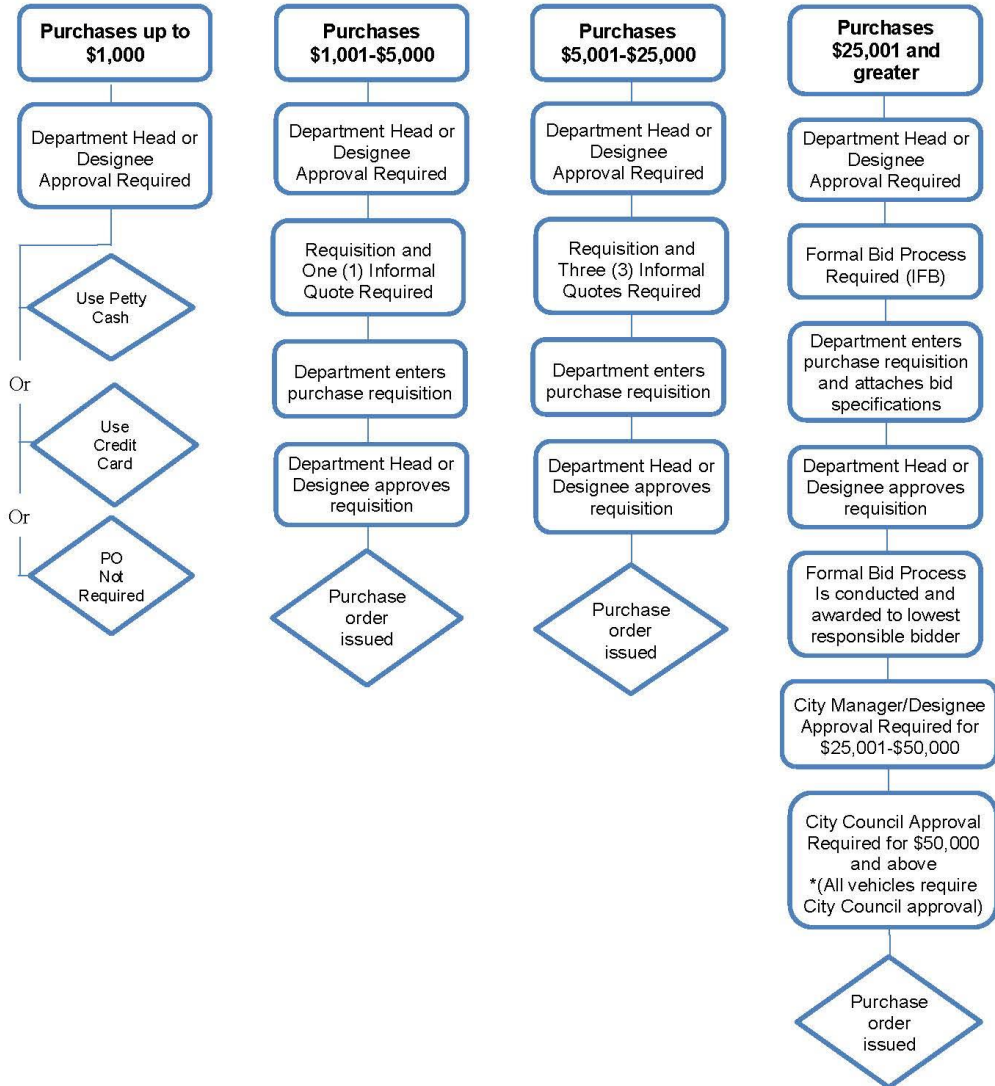 Purchases up to
$1,000
Department Head or
Designee
Approval Required
Use Petty
Cash
Or
Use
Credit
Card
Or
PO
Not
Required
Purchases
$1,001-$5,000
Department Head or
Designee
Approval Required
Requisition and
One (1) Informal
Quote Required
Department enters
purchase requisition
Department Head or
Designee approves
requisition
Purchase
order
issued
Purchases
$5,001-$25,000
Department Head or
Designee
Approval Required
Requisition and
Three (3) Informal
Quotes Required
Department enters
purchase requisition
Department Head or
Designee approves
requisition
Purchase
order
issued
Purchases
$25,001 and
greater
Department Head or
Designee
Approval Required
Formal Bid Process
Required (IFB)
Department enters
purchase requisition
and attaches bid
specifications
Department Head or
Designee approves
requisition
Formal Bid Process
Is conducted and
awarded to lowest
responsible bidder
City Manager/Designee
Approval Required for
$25,001-$50,000
City Council Approval
Required for $50,000
and above
*(All vehicles require
City Council approval)
Purchase
order
issued